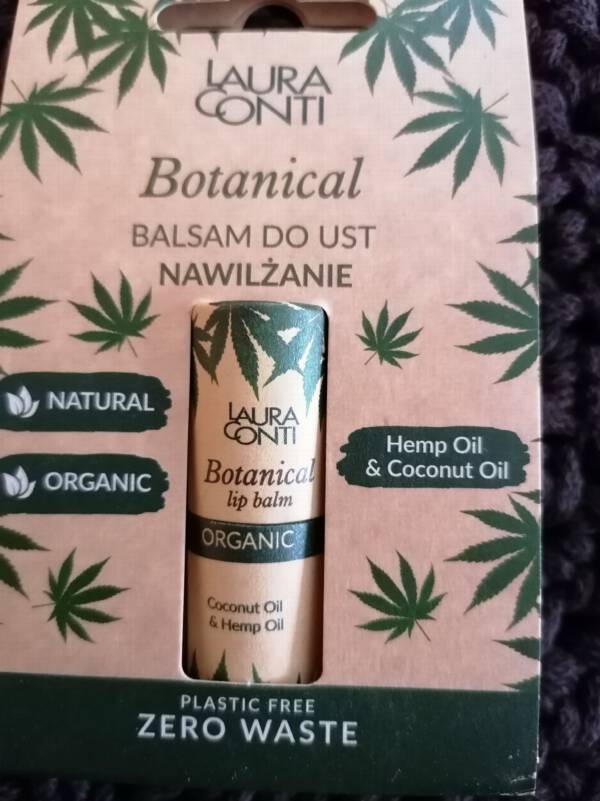 LAURA
CONTI
Botanical
BALSAM DO UST
NAWILŻANIE
NATURAL
ORGANIC
Hemp Oil
& Coconut Oil
LAURA
CONTI
Botanical
lip balm
ORGANIC
Coconut Oil
& Hemp Oil
PLASTIC FREE
ZERO WASTE